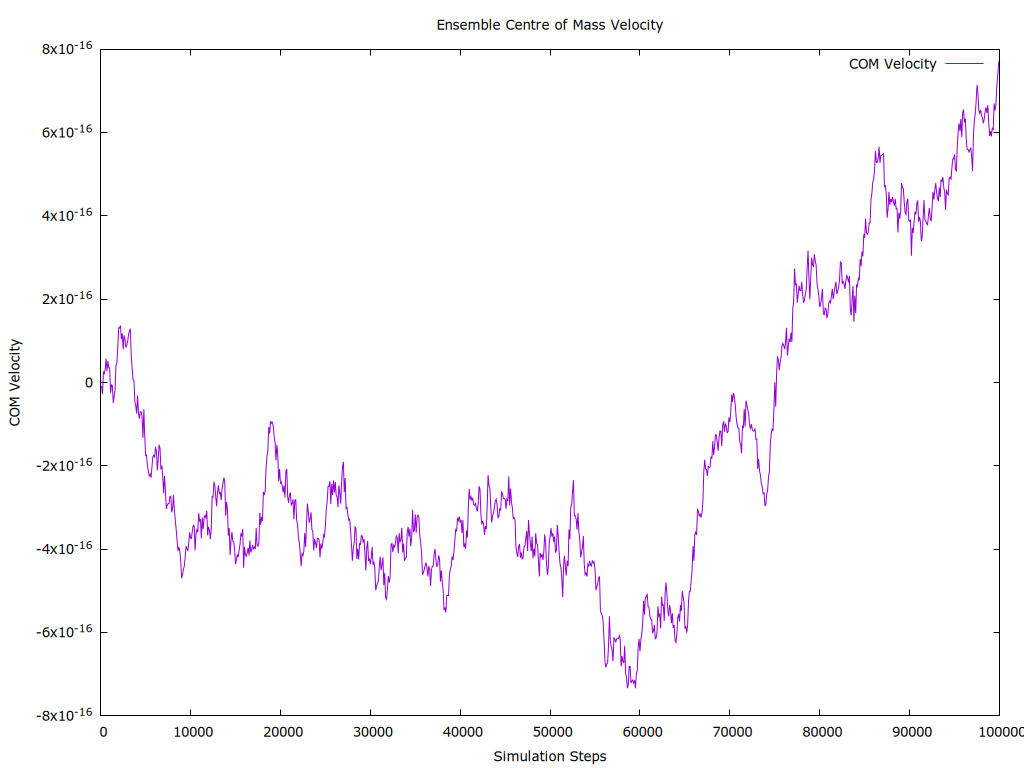 Ensemble Centre of Mass Velocity
COM Velocity
8x10^-16
6x10^-16
4x10^-16
2x10^-16
0
-2x10^-16
-4x10^-16
-6x10^-16
-8x10^-16
COM Velocity
0 10000 20000 30000 40000 50000 60000 70000 80000 90000 100000
Simulation Steps